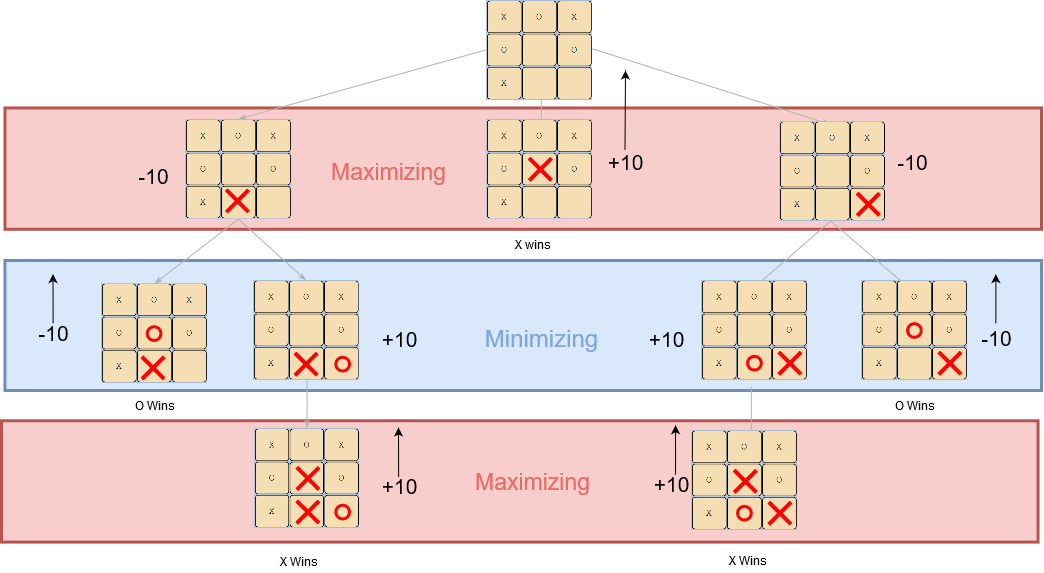 x o x
o o
x
x o x
o o
x X
-10
Maximizing
x o x
o X o
x
+10
x o x
o o
x X
-10
X wins
-10
x o x
o O o
x X
x o x
o o
x X O
+10
Minimizing
+10
x o x
o o
x O X
x o x
o O o
x X
-10
O Wins
O Wins
x o x
o X o
x X O
+10
Maximizing
+10
x o x
o X o
x O X
X Wins
X Wins